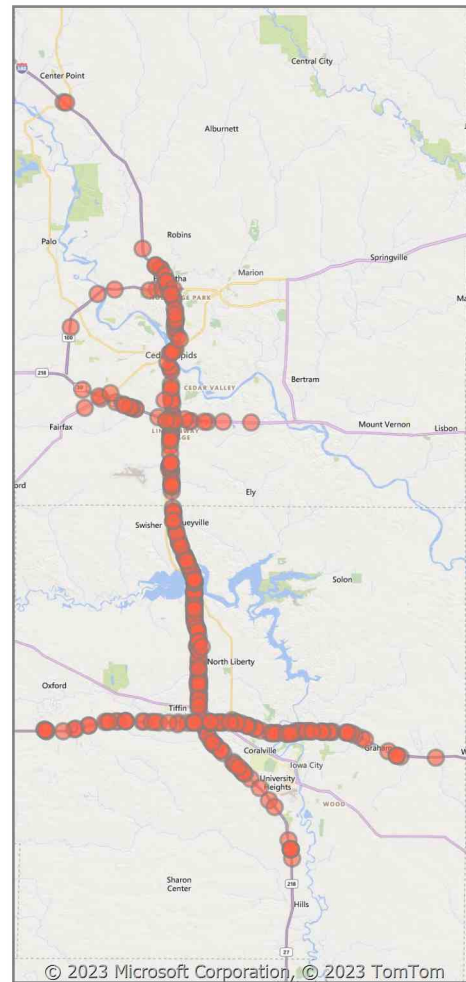 Central City
Center Point
Alburnett
Robins
Palo
Springville
Marion
Cedar Rapids
100
218
CEDAR VALLEY
Bertram
Mount Vernon
Lisbon
Fairfax
Ely
Swisher
Solon
North Liberty
Oxford
Tiffin
Coralville
Iowa City
University
Heights
WOOD
Sharon
Center
218
Hills
27
© 2023 Microsoft Corporation, © 2023 TomTom